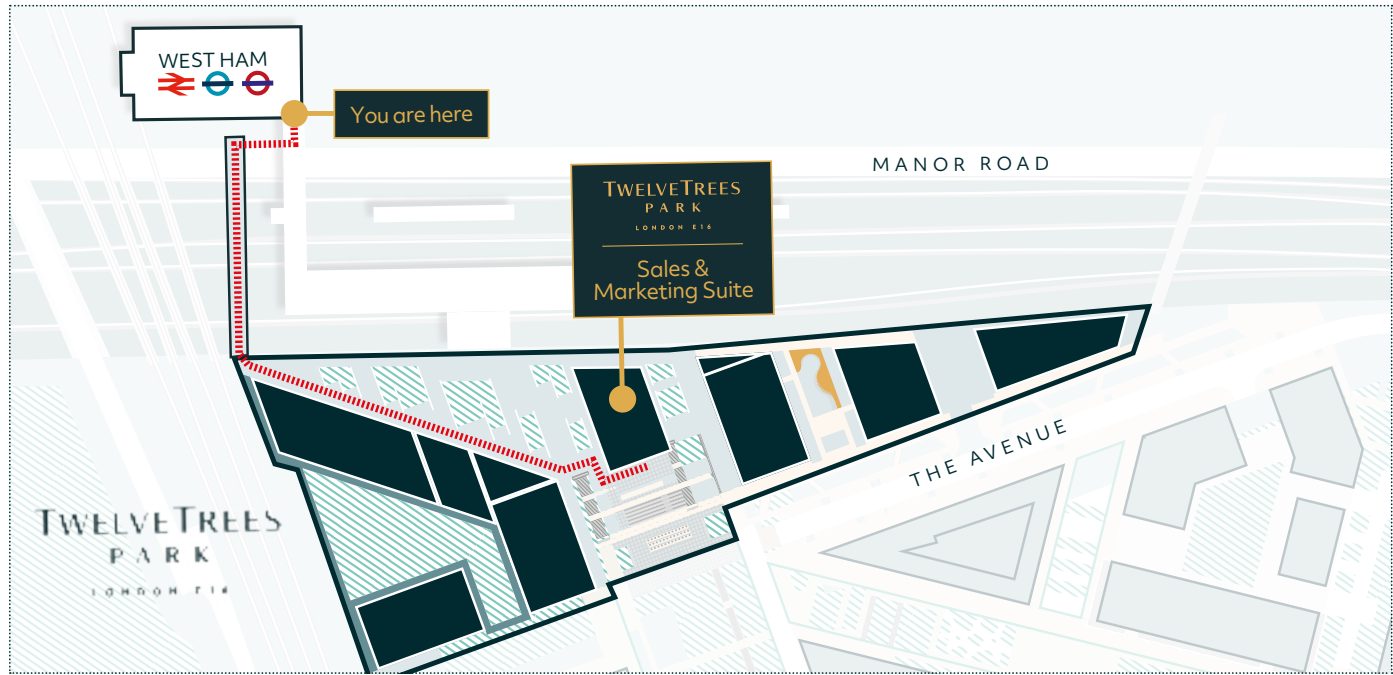 WEST HAM
You are here
MANOR ROAD
TWELVETREES
PARK
LONDON E16
Sales &
Marketing Suite
THE AVENUE
TWELVETREES
PARK
LONDON E16